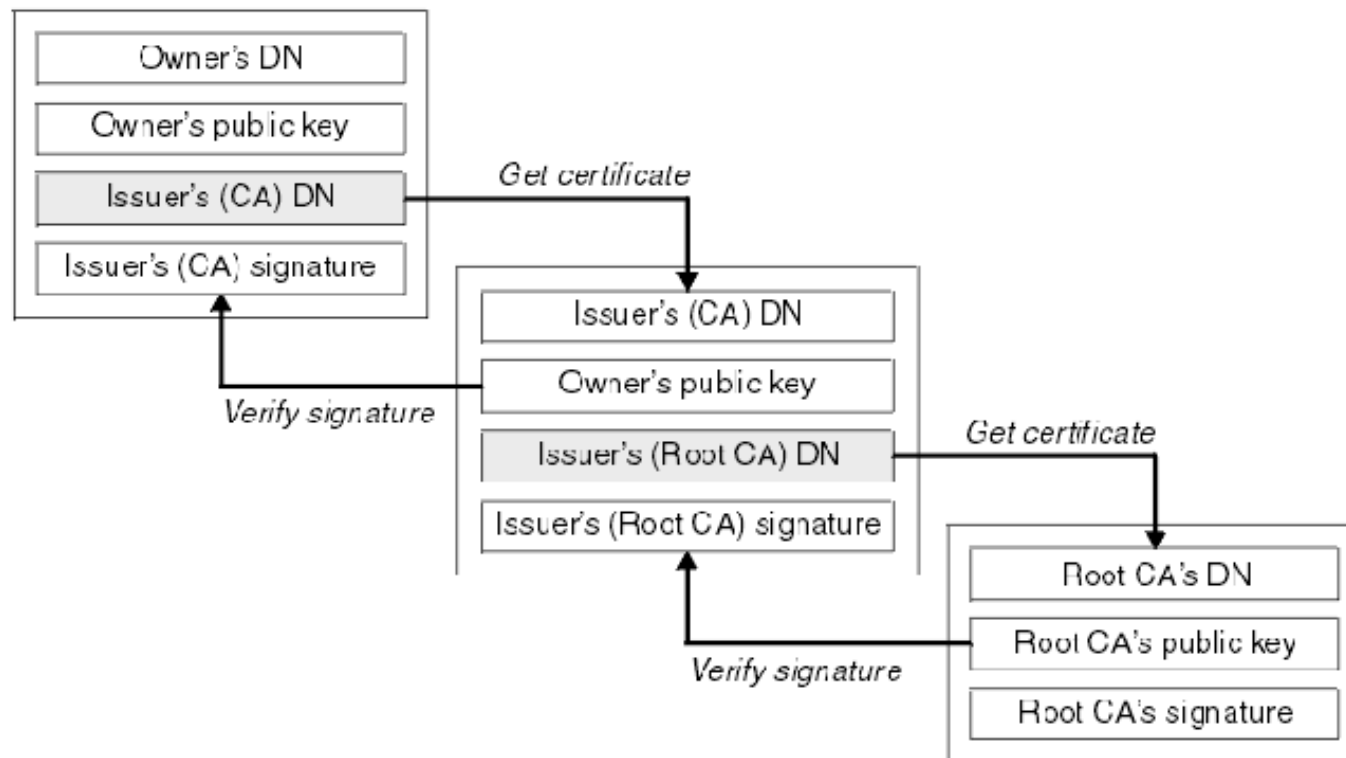 Owner's DN
Owner's public key
Issuer's (CA) DN
Issuer's (CA) signature
Get certificate
Verify signature
Issuer's (CA) DN
Owner's pubic key
Issuer's (Root CA) DN
Issuer's (Root CA) signature
Get certificate
Verify signature
Root CA's DN
Root CA's public key
Root CA's signature